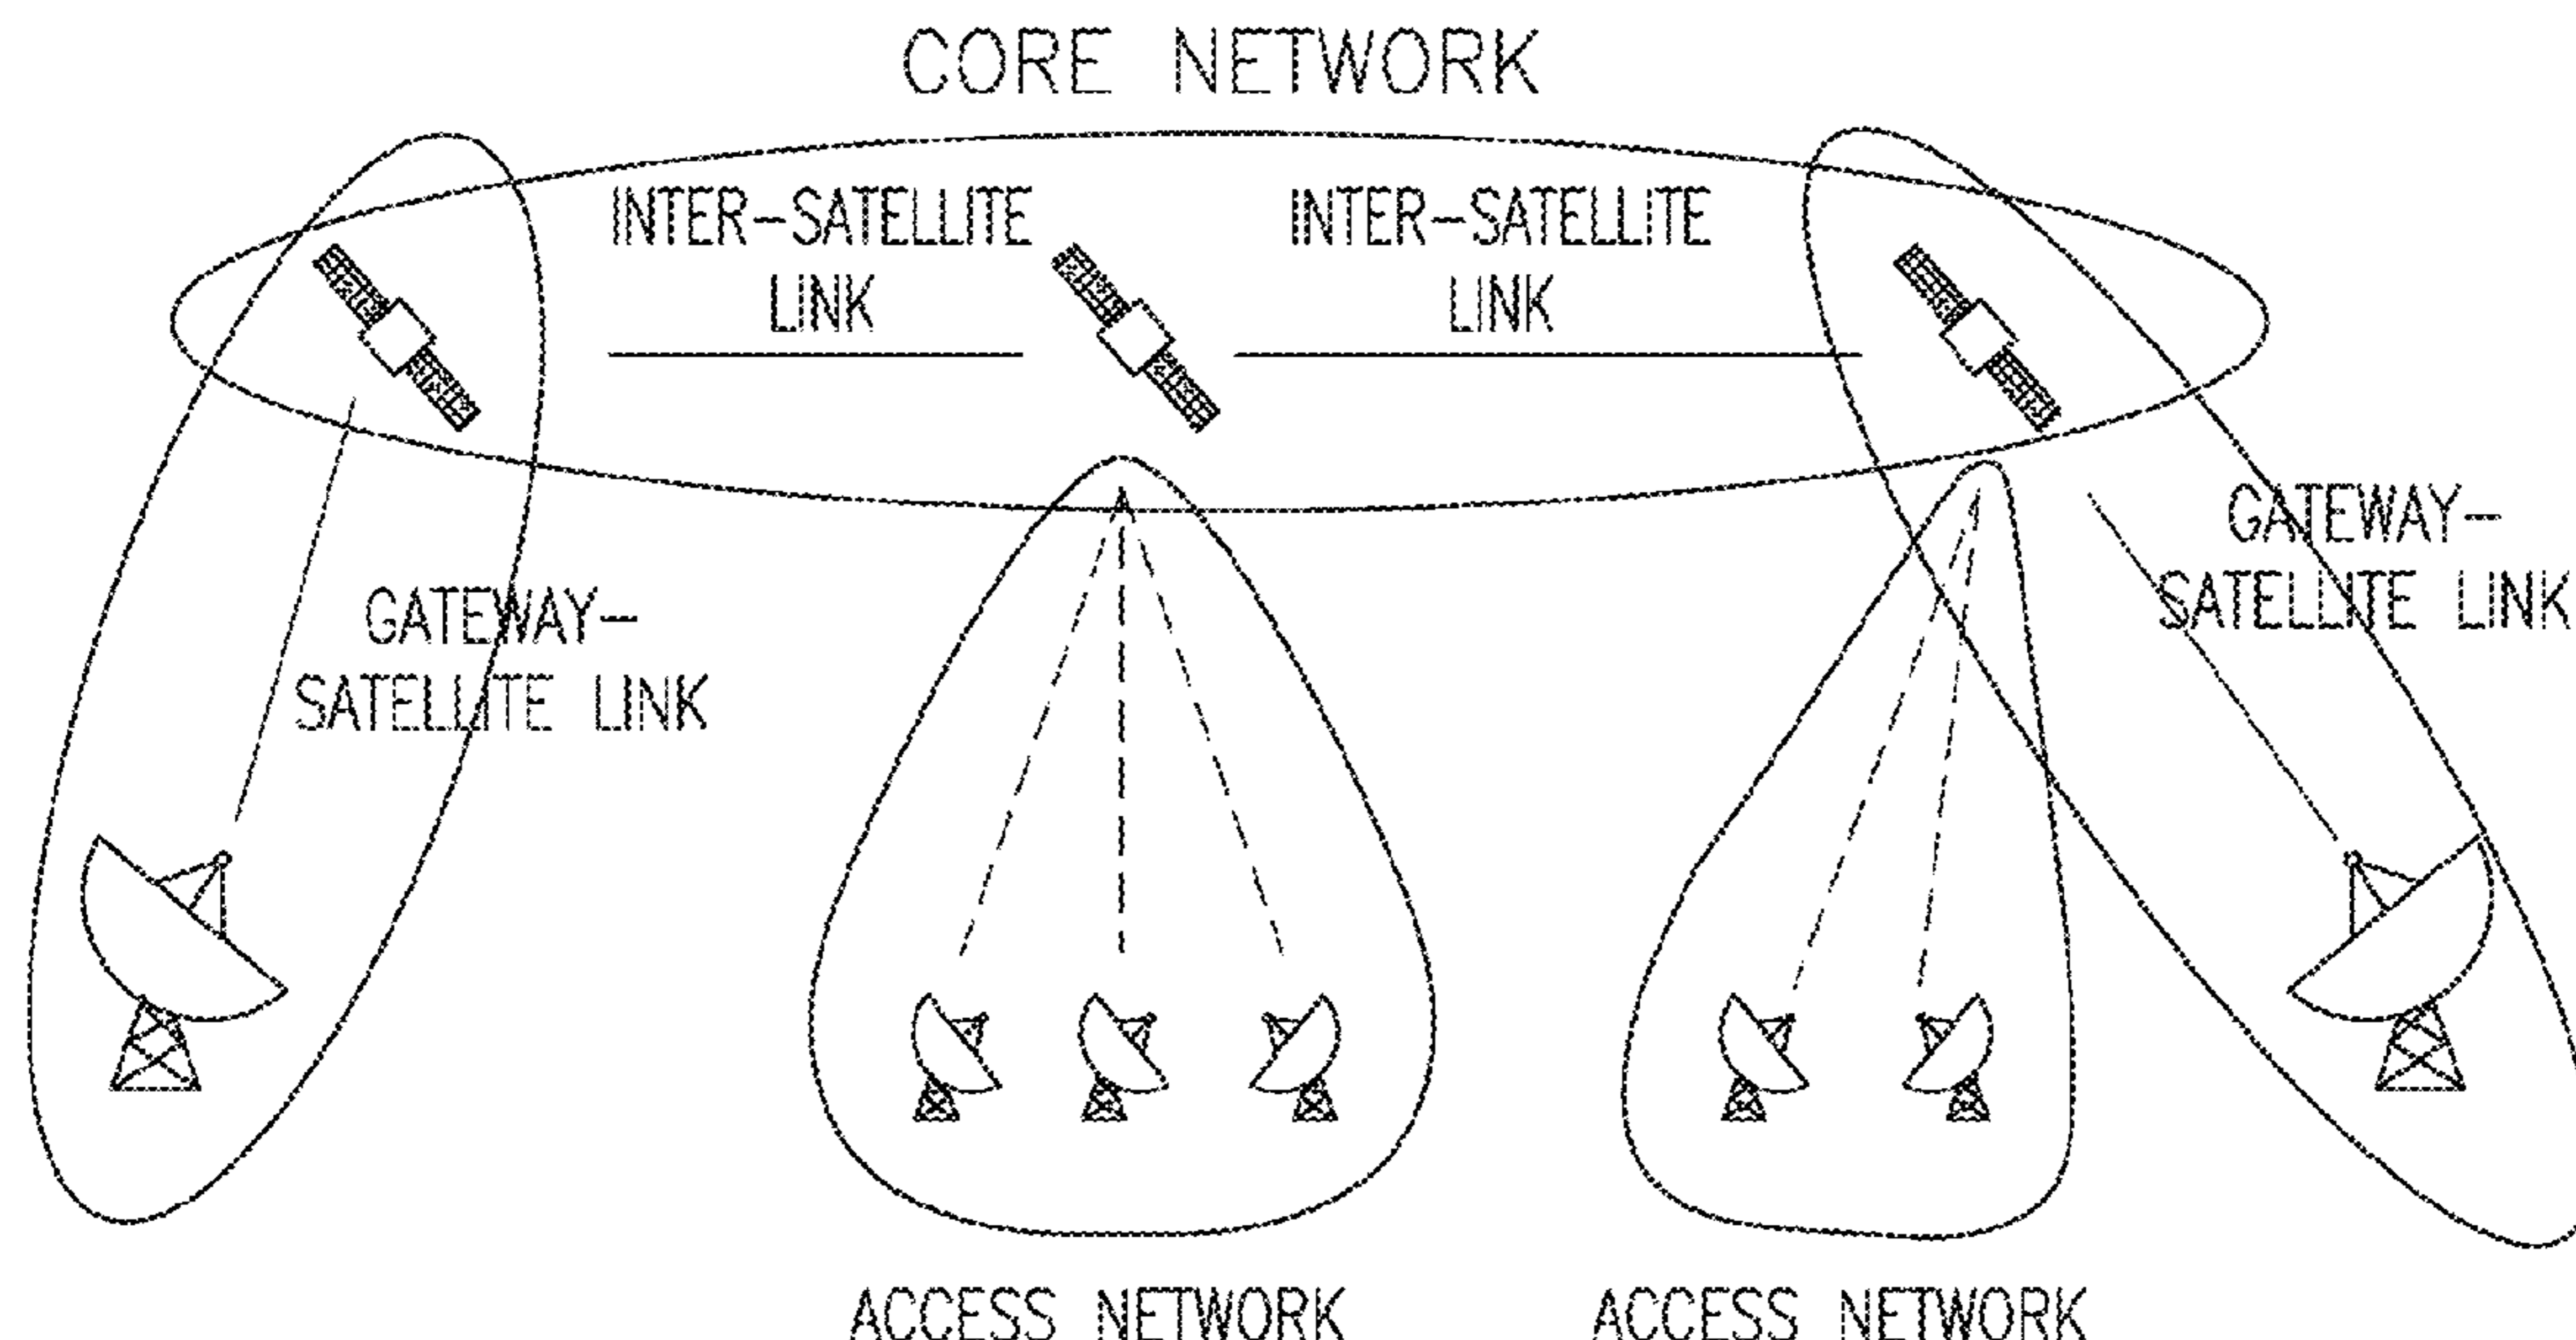 CORE NETWORK
INTER-SATELLITE
LINK
INTER-SATELLITE
LINK
GATEWAY-
SATELLITE LINK
GATEWAY-
SATELLITE LINK
ACCESS NETWORK
ACCESS NETWORK